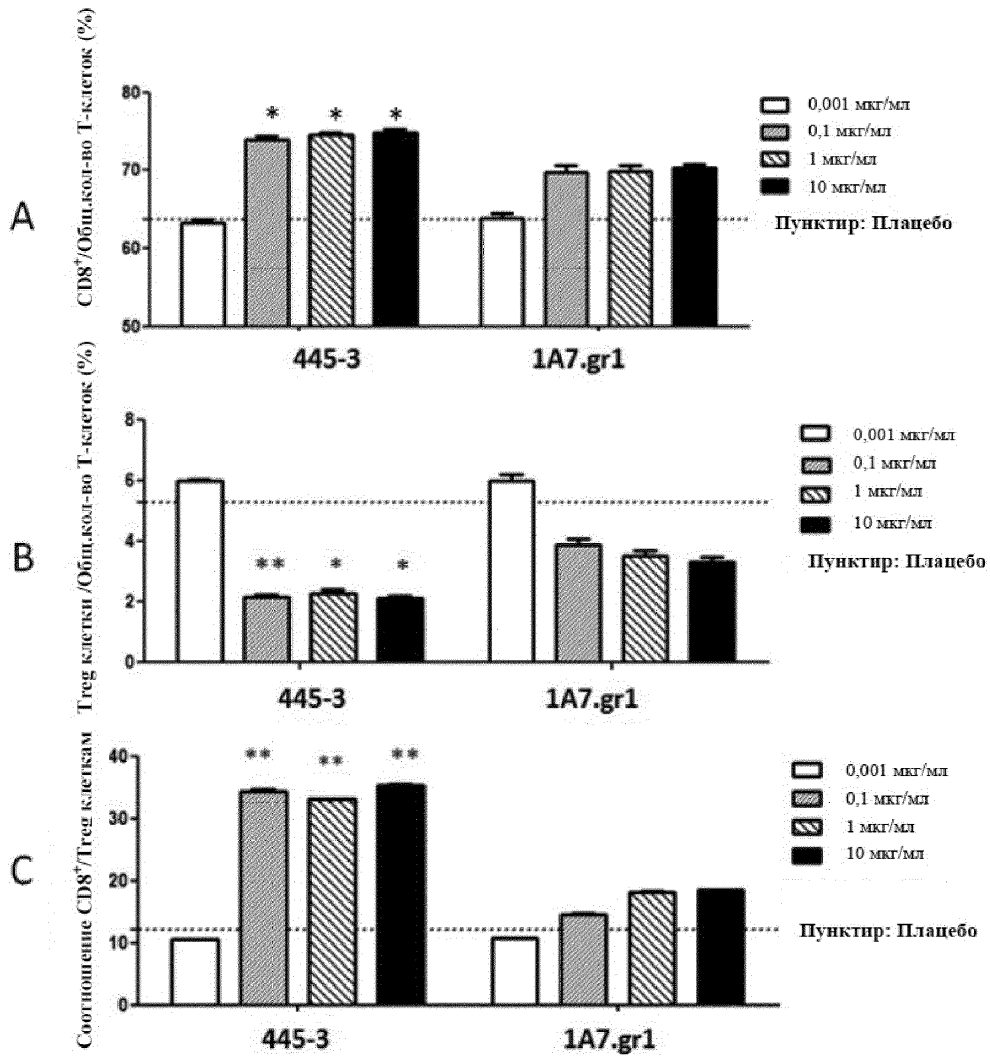 A
CD8⁺/Общ.кол-во Т-клеток (%)
80
70
60
50
* * *
445-3 1A7.gr1
0,001 мкг/мл
0,1 мкг/мл
1 мкг/мл
10 мкг/мл
Пунктир: Плацебо
B
Treg клетки /Общ.кол-во Т-клеток (%)
8
6
4
2
0
** * *
445-3 1A7.gr1
0,001 мкг/мл
0,1 мкг/мл
1 мкг/мл
10 мкг/мл
Пунктир: Плацебо
C
Соотношение CD8⁺/Treg клеткам
40
30
20
10
0
** ** **
445-3 1A7.gr1
0,001 мкг/мл
0,1 мкг/мл
1 мкг/мл
10 мкг/мл
Пунктир: Плацебо